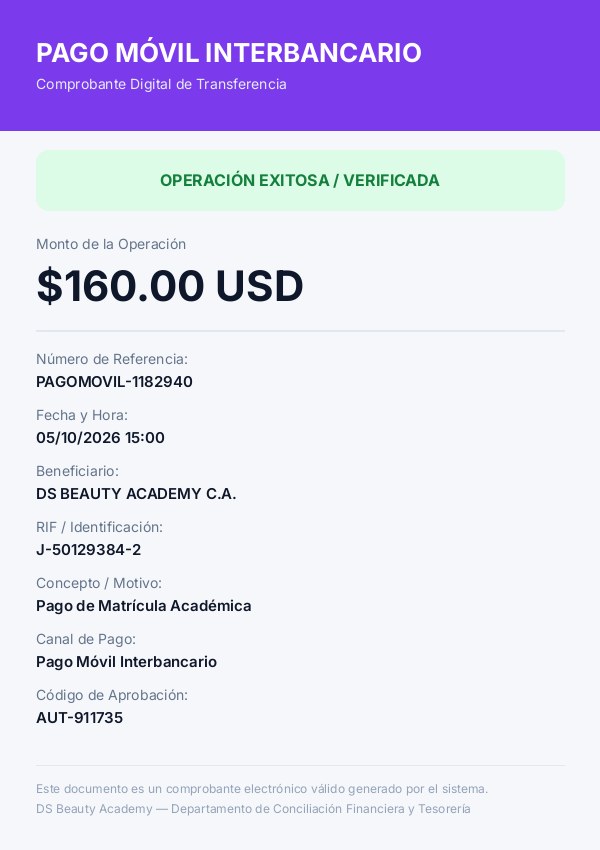 PAGO MÓVIL INTERBANCARIO
Comprobante Digital de Transferencia
OPERACIÓN EXITOSA / VERIFICADA
Monto de la Operación
$160.00 USD
Número de Referencia:
PAGOMOVIL-1182940
Fecha y Hora:
05/10/2026 15:00
Beneficiario:
DS BEAUTY ACADEMY C.A.
RIF / Identificación:
J-50129384-2
Concepto / Motivo:
Pago de Matrícula Académica
Canal de Pago:
Pago Móvil Interbancario
Código de Aprobación:
AUT-911735
Este documento es un comprobante electrónico válido generado por el sistema.
DS Beauty Academy — Departamento de Conciliación Financiera y Tesorería